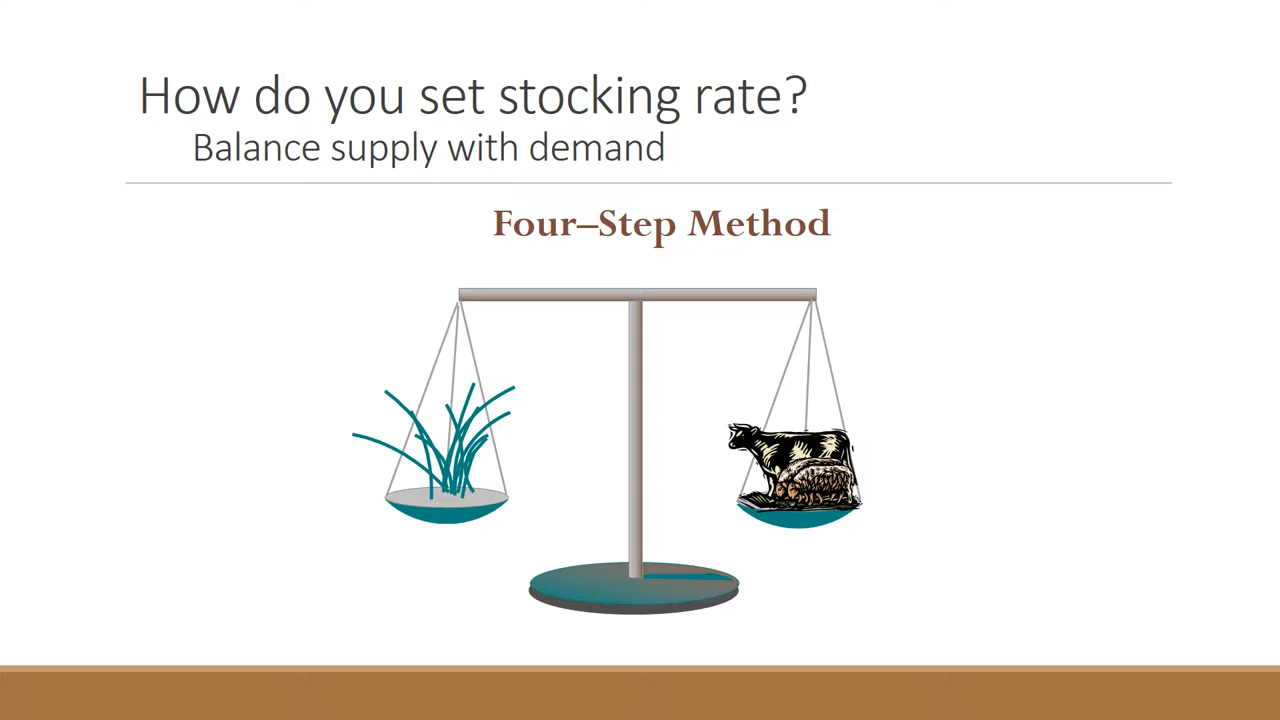 How do you set stocking rate?
Balance supply with demand
Four–Step Method